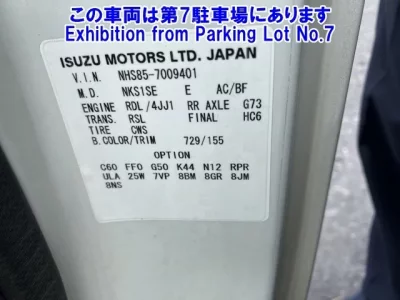 この車両は第7駐車場にあります
Exhibition from Parking Lot No.7
ISUZU MOTORS LTD. JAPAN
V.I.N. NHS85-7009401
M.D. NKS1SE E AC/BF
ENGINE RDL/4JJ1 RR AXLE G73
TRANS. RSL FINAL HC6
TIRE CWS
B.COLOR/TRIM 729/155
OPTION
C60 FFO G50 K44 N12 RPR
ULA 25W 7VP 8BM 8GR 8JM
8NS